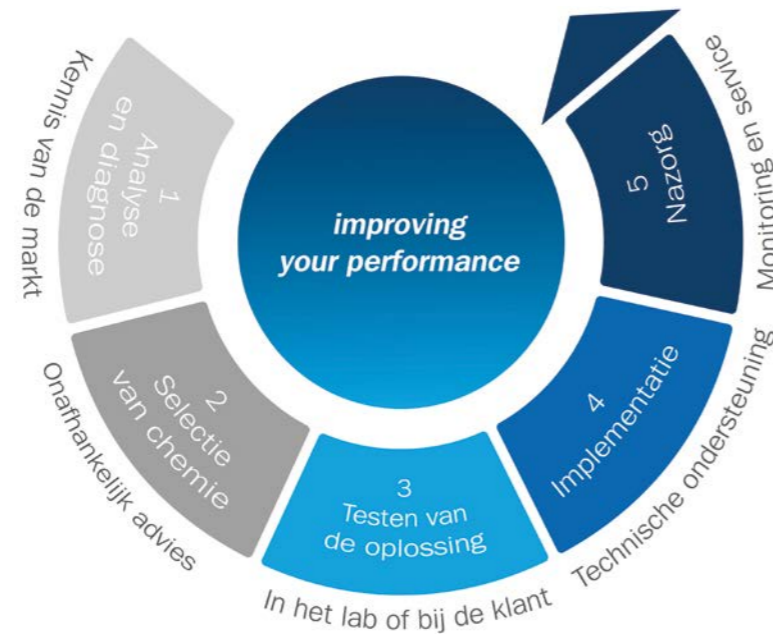 improving
your performance
1
Analyse
en diagnose
Kennis van de markt
2
Selectie
van chemie
Onafhankelijk advies
3
Testen van
de oplossing
In het lab of bij de klant
4
Implementatie
Technische ondersteuning
5
Nazorg
Monitoring en service